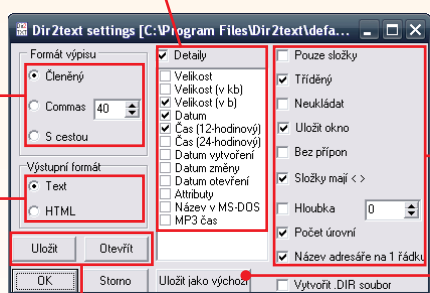 Dir2text settings [C:\Program Files\Dir2text\defa...
Formát výpisu
Členěný
Commas 40
S cestou
Výstupní formát
Text
HTML
Uložit Otevřít
OK Storno Uložit jako výchozí
Detaily
Velikost
Velikost (v kb)
Velikost (v b)
Datum
Čas (12-hodinový)
Čas (24-hodinový)
Datum vytvoření
Datum změny
Datum otevření
Attributy
Název v MS-DOS
MP3 čas
Pouze složky
Tříděný
Neukládat
Uložit okno
Bez přípon
Složky mají < >
Hloubka 0
Počet úrovní
Název adresáře na 1 řádku
Vytvořit .DIR soubor